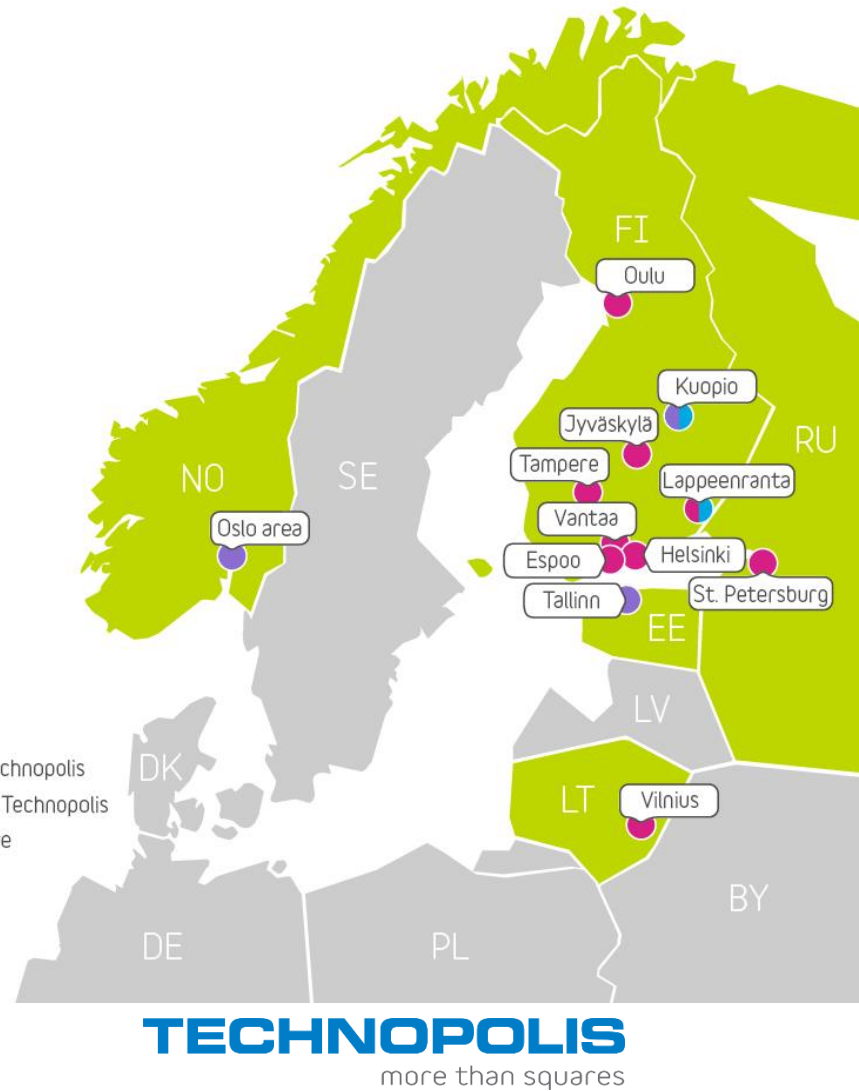 FI
Oulu
Kuopio
Jyväskylä
RU
Tampere
NO
SE
Lappeenranta
Vantaa
Oslo area
Espoo
Helsinki
St. Petersburg
Tallinn
EE
LV
DK
Technopolis
LT
Vilnius
BY
DE
PL
TECHNOPOLIS
more than squares